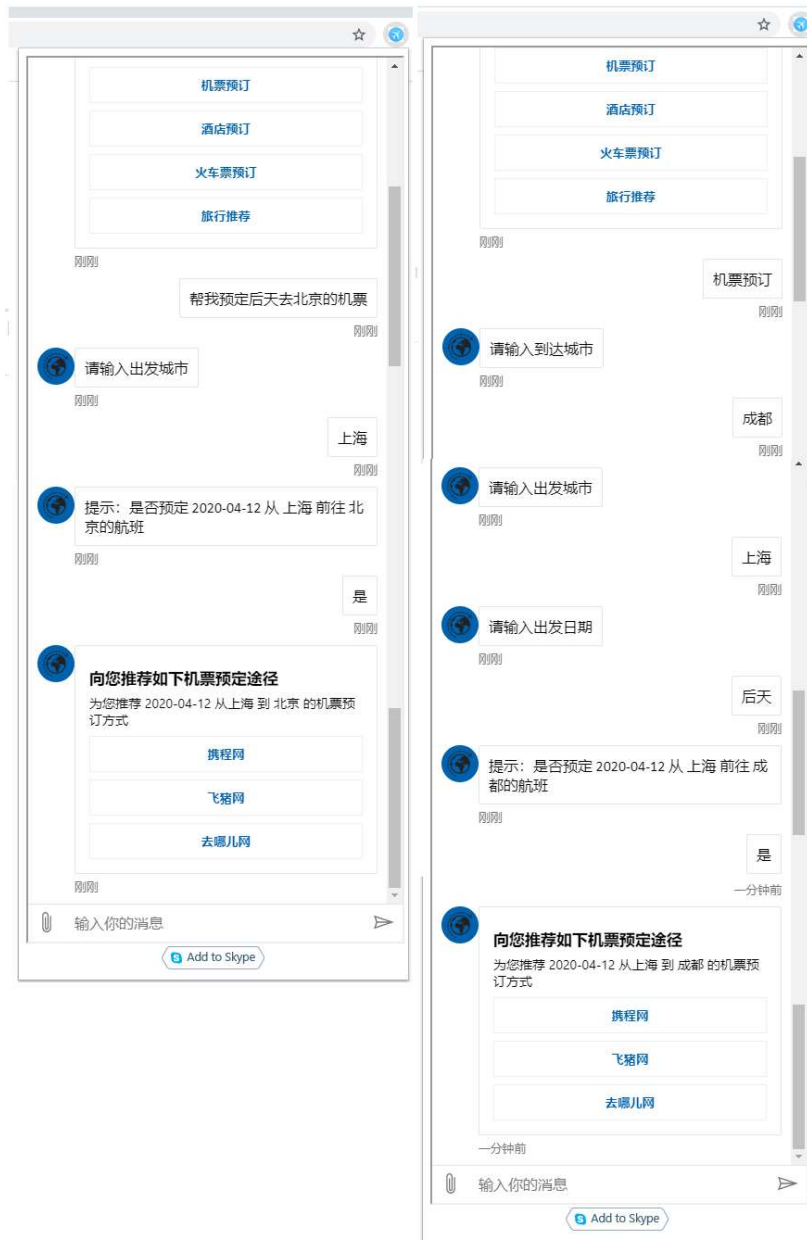 机票预订
酒店预订
火车票预订
旅行推荐
刚刚
帮我预定后天去北京的机票
刚刚
请输入出发城市
刚刚
上海
刚刚
提示：是否预定 2020-04-12 从 上海 前往 北
京的航班
刚刚
是
刚刚
向您推荐如下机票预定途径
为您推荐 2020-04-12 从上海 到 北京 的机票预
订方式
携程网
飞猪网
去哪儿网
刚刚
输入你的消息
Add to Skype
机票预订
酒店预订
火车票预订
旅行推荐
刚刚
机票预订
刚刚
请输入到达城市
刚刚
成都
刚刚
请输入出发城市
刚刚
上海
刚刚
请输入出发日期
刚刚
后天
刚刚
提示：是否预定 2020-04-12 从 上海 前往 成
都的航班
刚刚
是
一分钟前
向您推荐如下机票预定途径
为您推荐 2020-04-12 从上海 到 成都 的机票预
订方式
携程网
飞猪网
去哪儿网
一分钟前
输入你的消息
Add to Skype